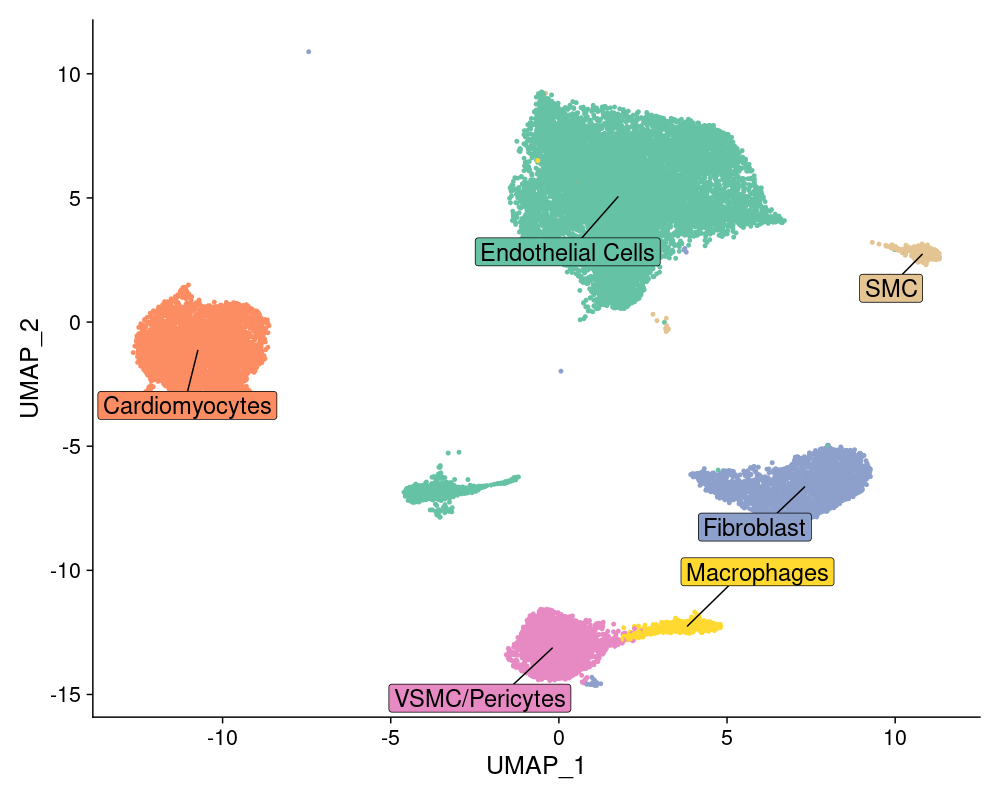 10
5
0
-5
-10
-15
UMAP_2
Endothelial Cells
SMC
Cardiomyocytes
Fibroblast
Macrophages
VSMC/Pericytes
-10
-5
0
5
10
UMAP_1